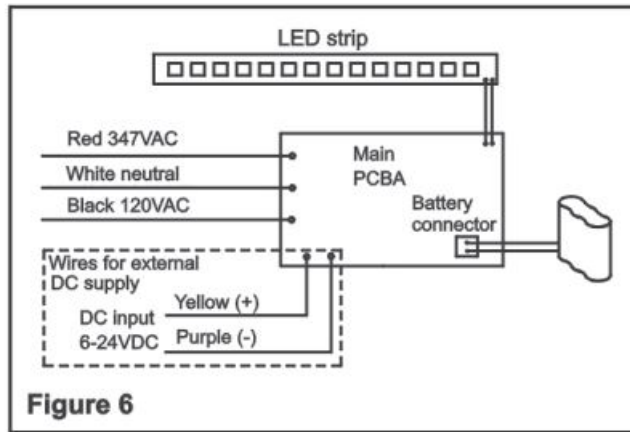 LED strip
Red 347VAC
White neutral
Black 120VAC
Main
PCBA
Battery
connector
Wires for external
DC supply
Yellow (+)
DC input
6-24VDC
Purple (-)
Figure 6